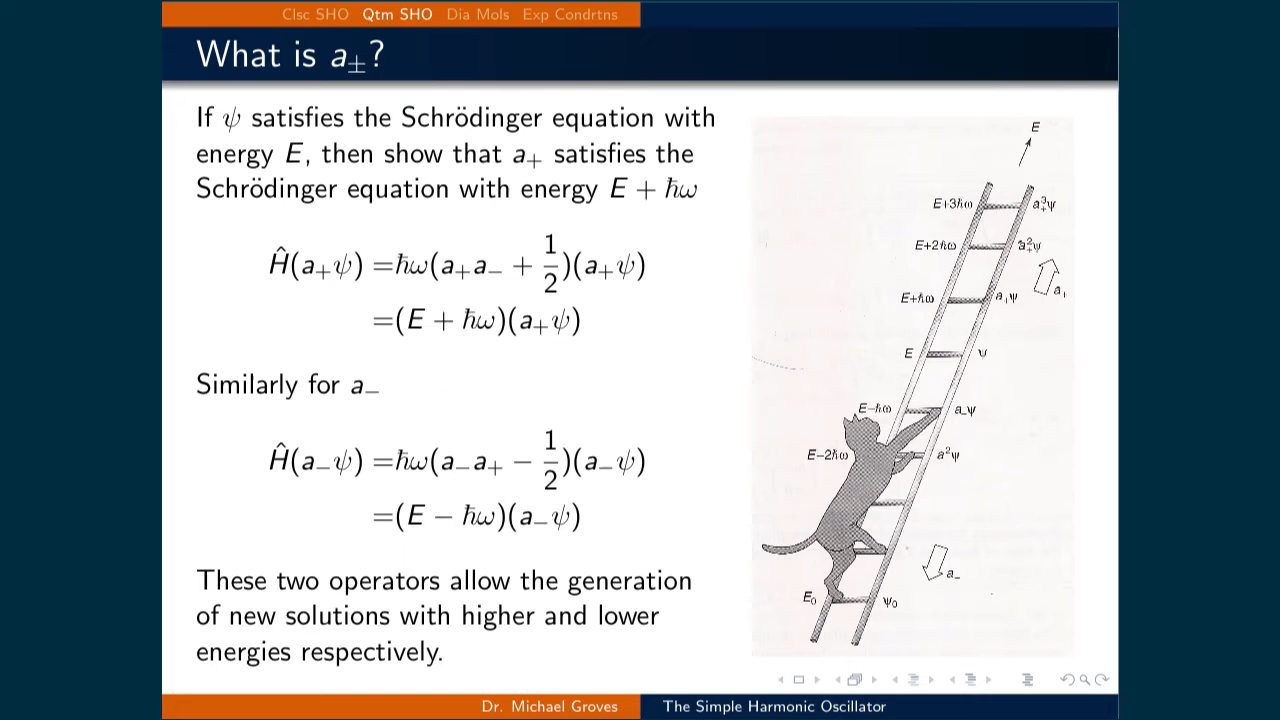 Clsc SHO Qtm SHO Dia Mols Exp Condrtns
What is a±?
If ψ satisfies the Schrödinger equation with
energy E, then show that a₊ satisfies the
Schrödinger equation with energy E + ℏω
Ĥ(a₊ψ) =ℏω(a₊a₋ + 1/2)(a₊ψ)
=(E + ℏω)(a₊ψ)
Similarly for a₋
Ĥ(a₋ψ) =ℏω(a₋a₊ − 1/2)(a₋ψ)
=(E − ℏω)(a₋ψ)
These two operators allow the generation
of new solutions with higher and lower
energies respectively.
E
E+3ℏω a₊³ψ
E+2ℏω a₊²ψ
a₊
E+ℏω a₊ψ
E ψ
E−ℏω a₋ψ
E−2ℏω a²ψ
a₋
E₀ ψ₀
Dr. Michael Groves The Simple Harmonic Oscillator